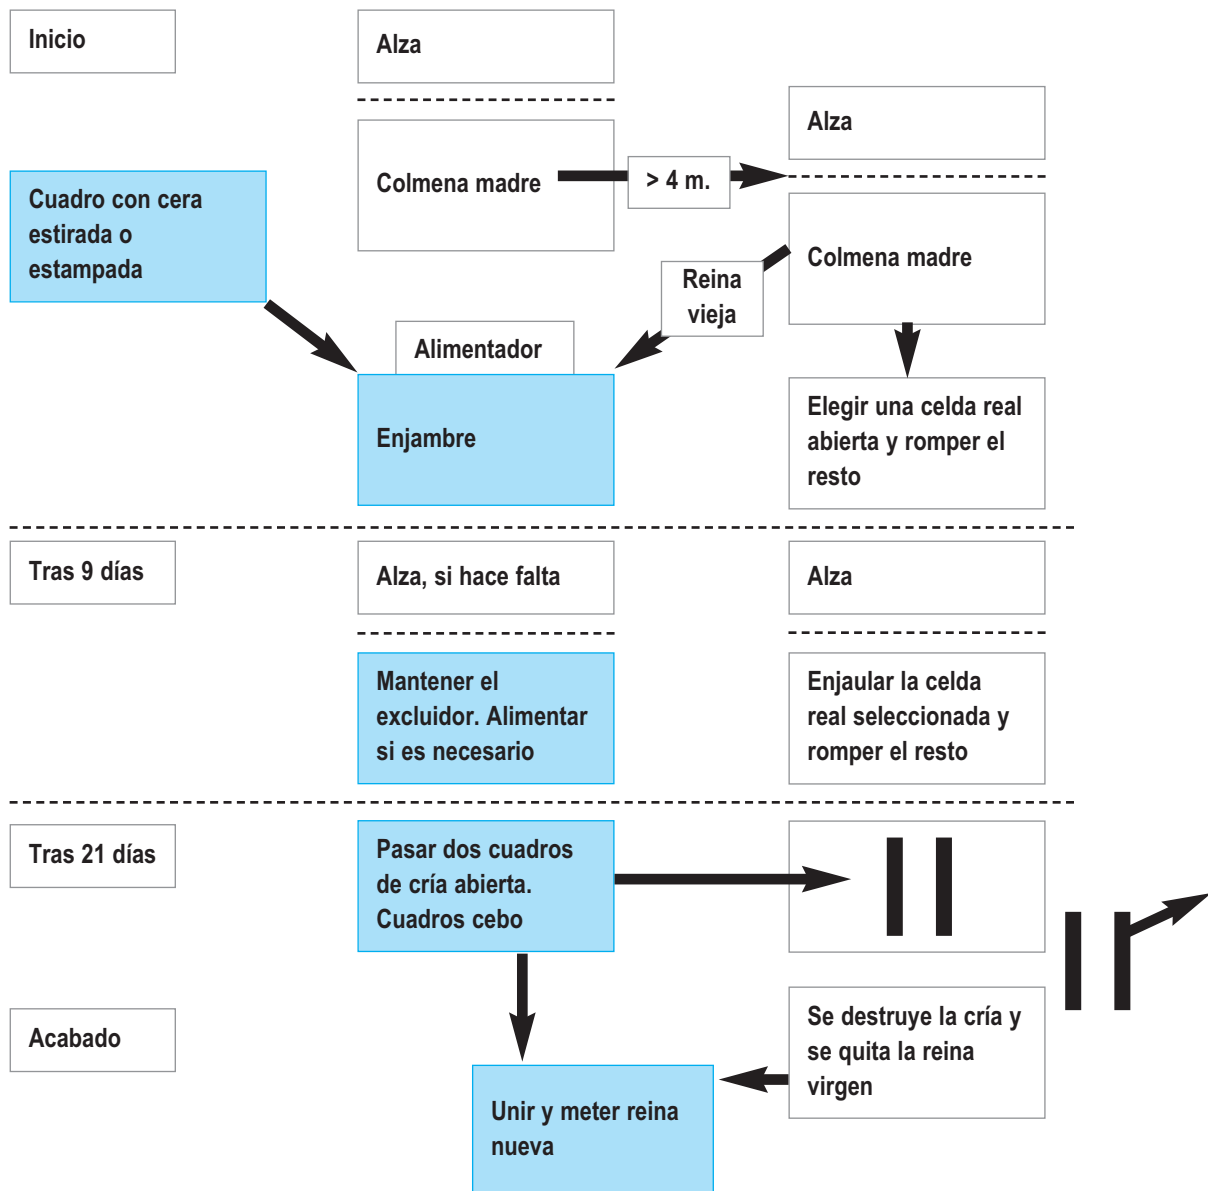 Inicio
Alza
Alza
Colmena madre
> 4 m.
Cuadro con cera
estirada o
estampada
Colmena madre
Reina
vieja
Alimentador
Enjambre
Elegir una celda real
abierta y romper el
resto
Tras 9 días
Alza, si hace falta
Alza
Mantener el
excluidor. Alimentar
si es necesario
Enjaular la celda
real seleccionada y
romper el resto
Tras 21 días
Pasar dos cuadros
de cría abierta.
Cuadros cebo
Acabado
Se destruye la cría y
se quita la reina
virgen
Unir y meter reina
nueva